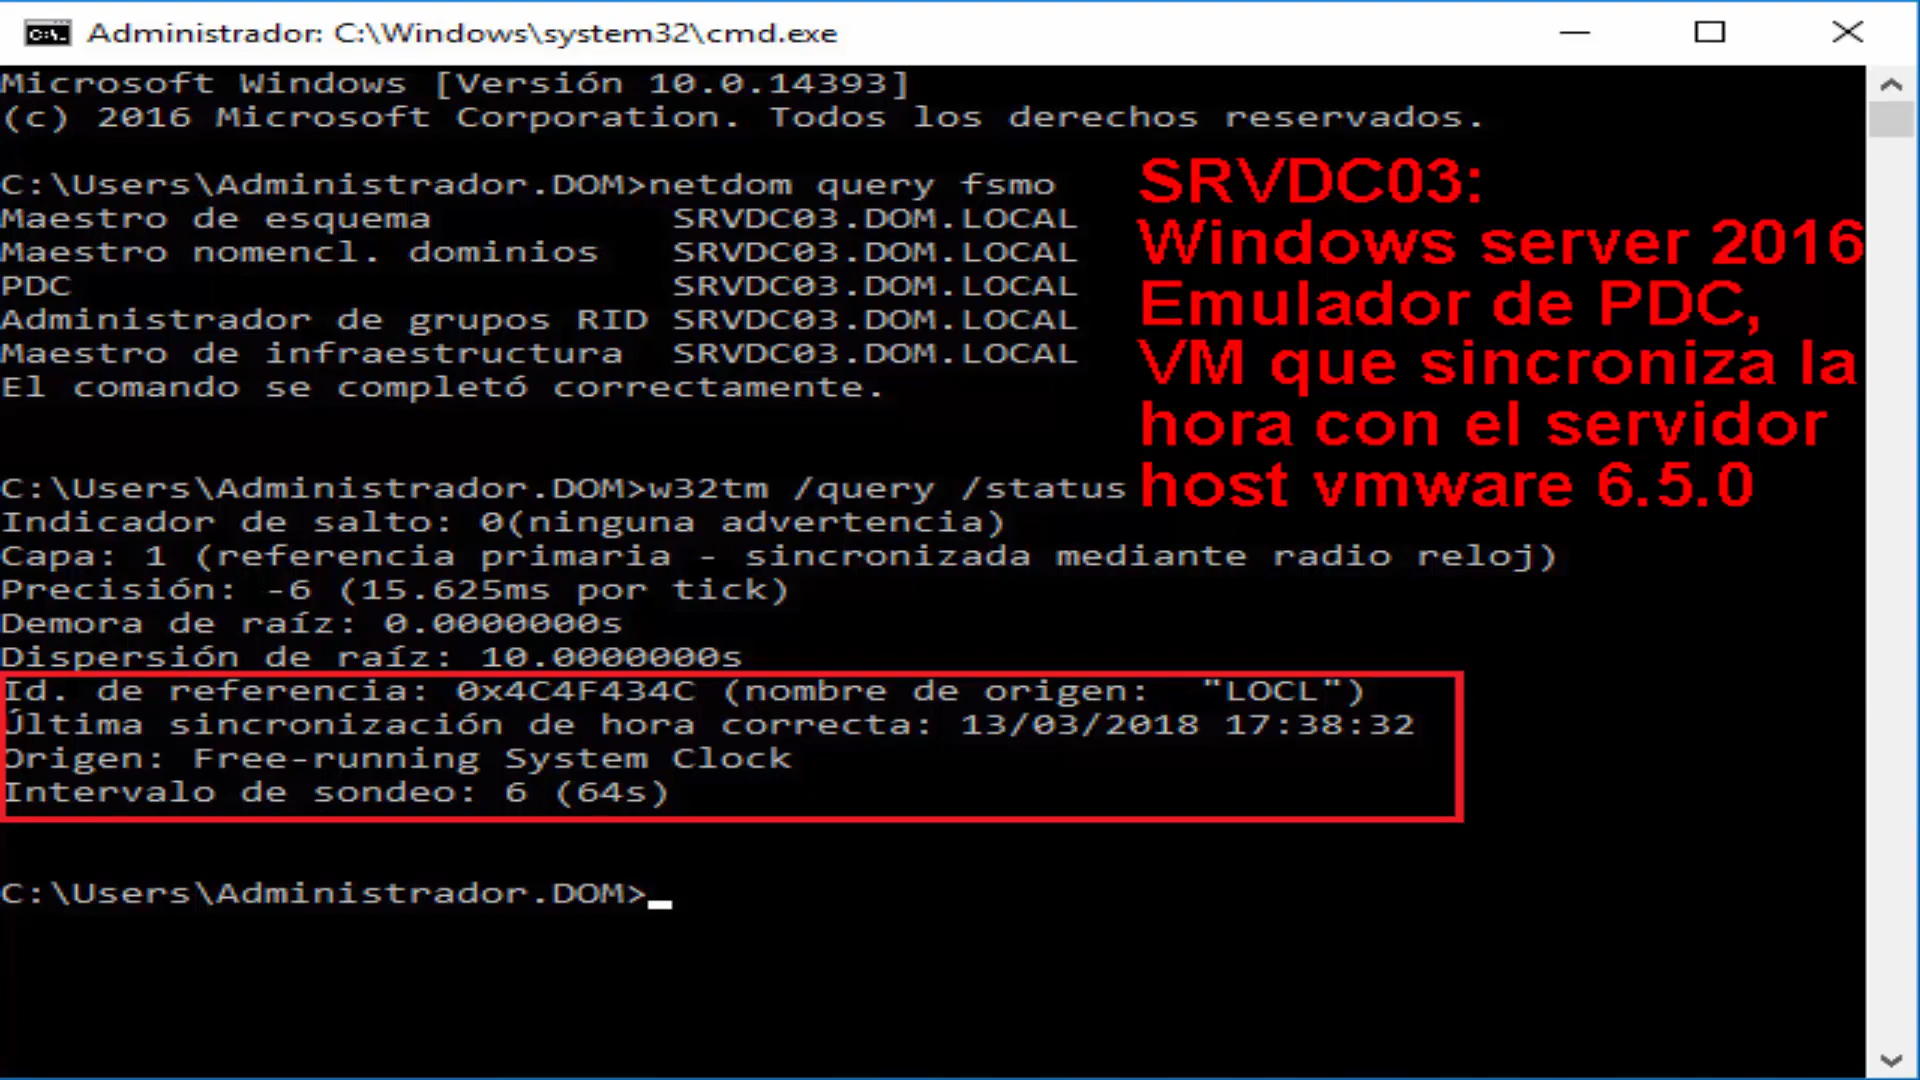 Administrador: C:\Windows\system32\cmd.exe
Microsoft Windows [Versión 10.0.14393]
(c) 2016 Microsoft Corporation. Todos los derechos reservados.
C:\Users\Administrador.DOM>netdom query fsmo
Maestro de esquema SRVDC03.DOM.LOCAL
Maestro nomencl. dominios SRVDC03.DOM.LOCAL
PDC SRVDC03.DOM.LOCAL
Administrador de grupos RID SRVDC03.DOM.LOCAL
Maestro de infraestructura SRVDC03.DOM.LOCAL
El comando se completó correctamente.
SRVDC03:
Windows server 2016
Emulador de PDC,
VM que sincroniza la
hora con el servidor
host vmware 6.5.0
C:\Users\Administrador.DOM>w32tm /query /status
Indicador de salto: 0(ninguna advertencia)
Capa: 1 (referencia primaria - sincronizada mediante radio reloj)
Precisión: -6 (15.625ms por tick)
Demora de raíz: 0.0000000s
Dispersión de raíz: 10.0000000s
Id. de referencia: 0x4C4F434C (nombre de origen:  "LOCL")
Última sincronización de hora correcta: 13/03/2018 17:38:32
Origen: Free-running System Clock
Intervalo de sondeo: 6 (64s)
C:\Users\Administrador.DOM>